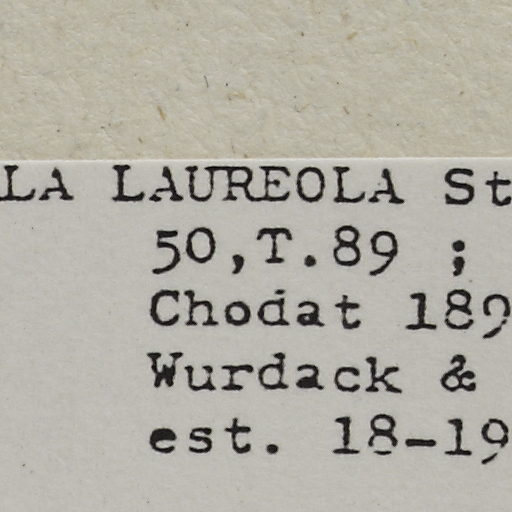 LA LAUREOLA St
50,T.89 ;
Chodat 189
Wurdack &
est. 18-19